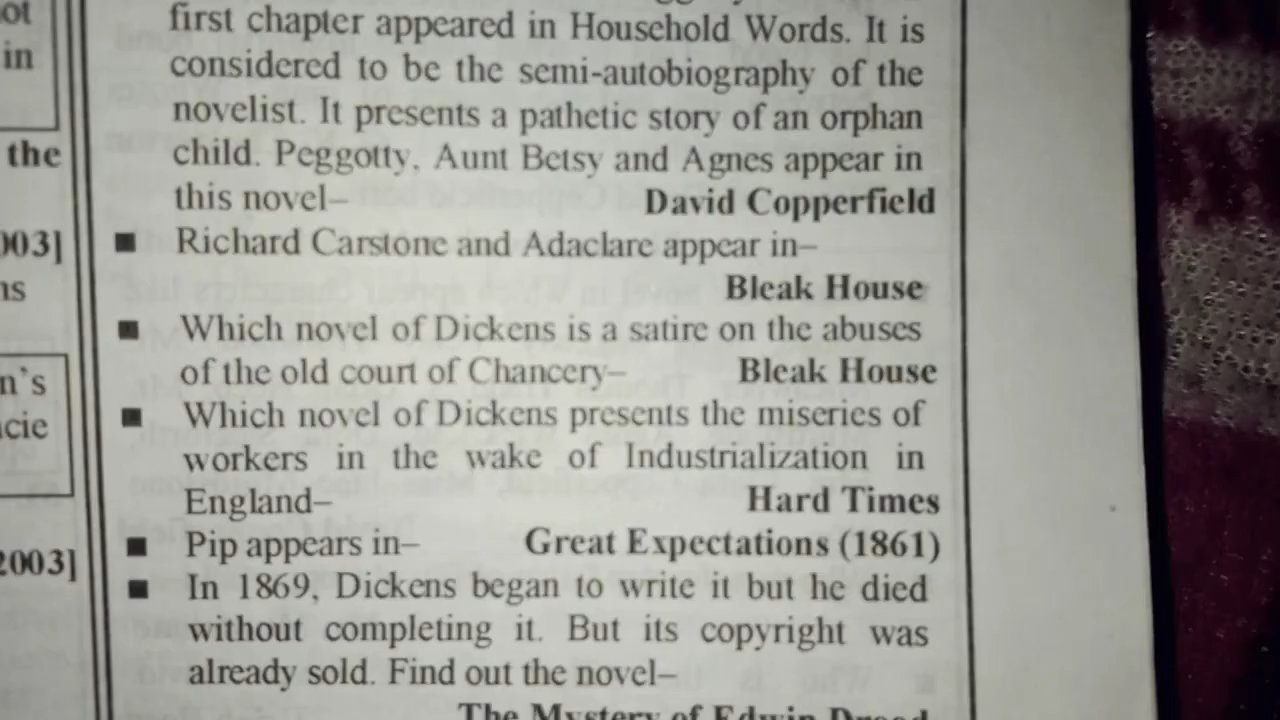 ot
in
the
003]
ns
n's
cie
2003]
first chapter appeared in Household Words. It is
considered to be the semi-autobiography of the
novelist. It presents a pathetic story of an orphan
child. Peggotty, Aunt Betsy and Agnes appear in
this novel– David Copperfield
■ Richard Carstone and Adaclare appear in–
Bleak House
■ Which novel of Dickens is a satire on the abuses
of the old court of Chancery– Bleak House
■ Which novel of Dickens presents the miseries of
workers in the wake of Industrialization in
England– Hard Times
■ Pip appears in– Great Expectations (1861)
■ In 1869, Dickens began to write it but he died
without completing it. But its copyright was
already sold. Find out the novel–
The Mystery of Edwin Drood